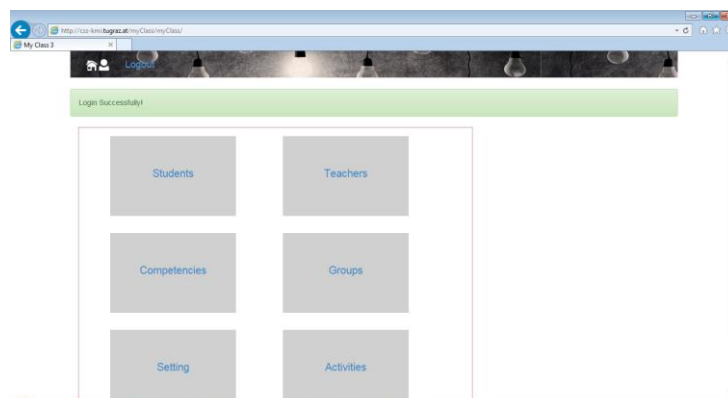 http://css-kmi.tugraz.at/myClass/myClass/
My Class 3
Logout
Login Successfully!
Students Teachers
Competencies Groups
Setting Activities